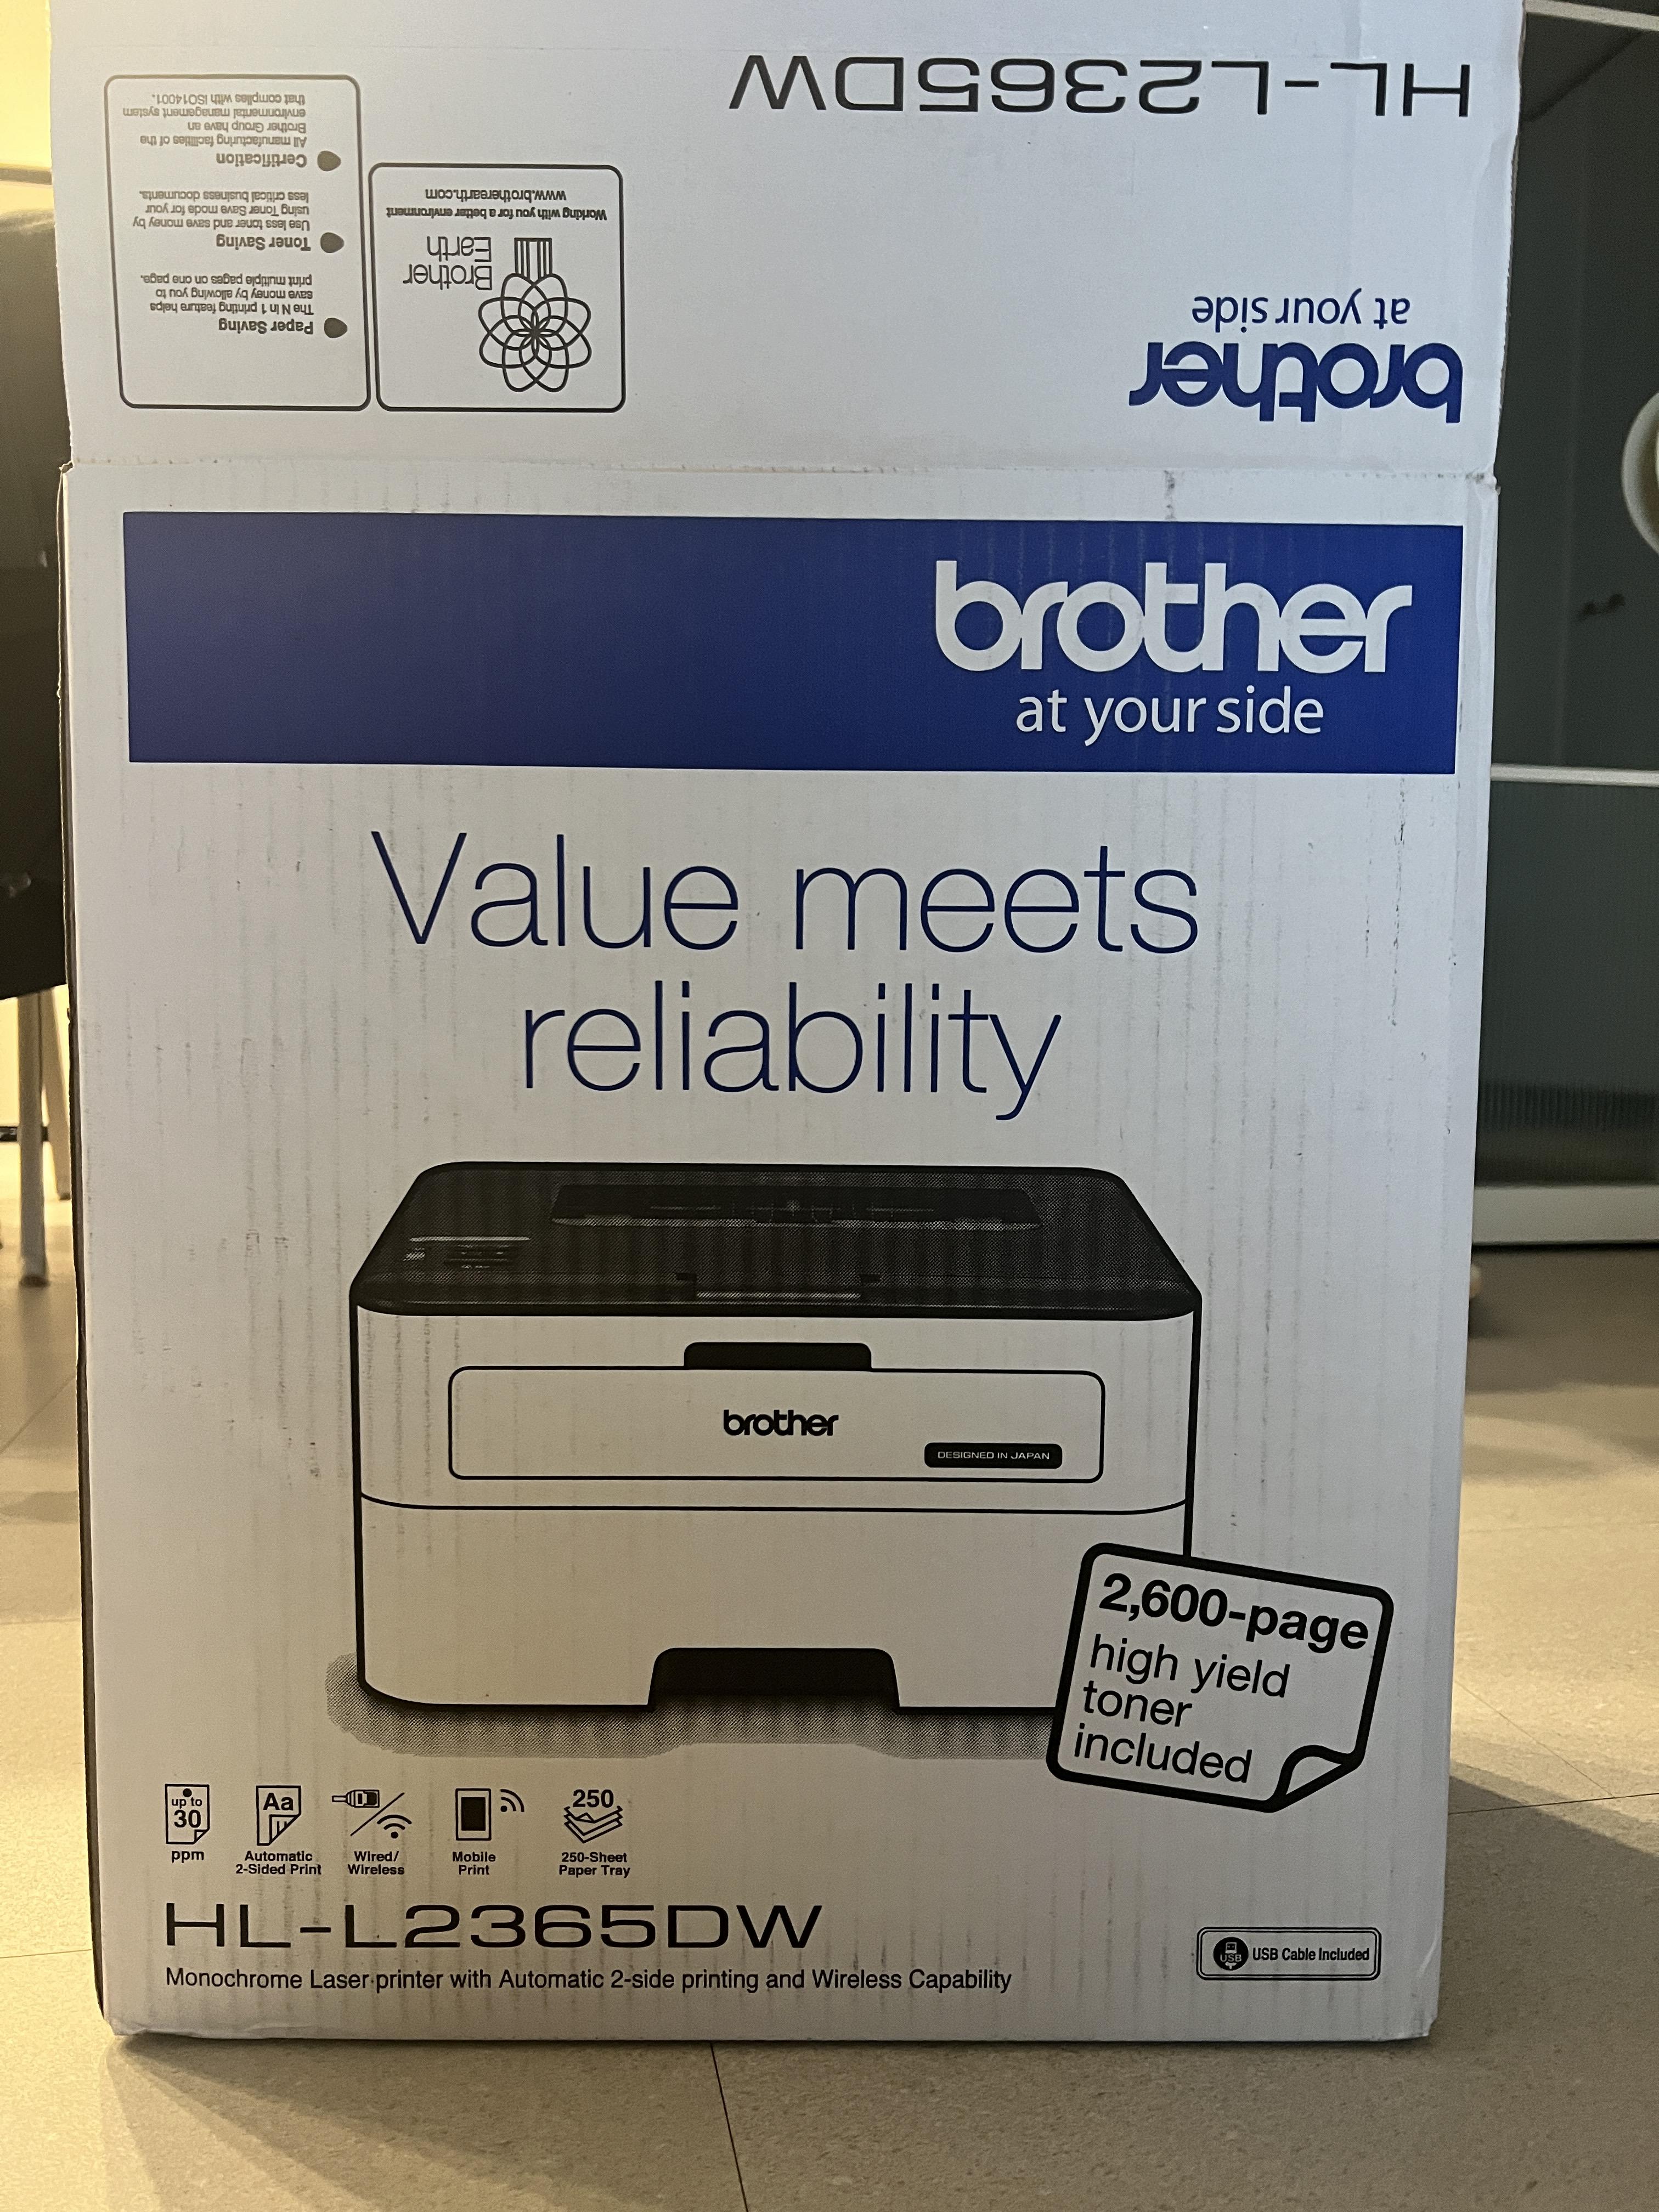 HL-L2365DW
brother
at your side
Brother
Earth
Working with you for a better environment
www.brotherearth.com
Paper Saving
The N in 1 printing feature helps
save money by allowing you to
print multiple pages on one page.
Toner Saving
Use less toner and save money by
using Toner Save mode for your
less critical business documents.
Certification
All manufacturing facilities of the
Brother Group have an
environmental management system
that complies with ISO14001.
brother
at your side
Value meets
reliability
brother
DESIGNED IN JAPAN
2,600-page
high yield
toner
included
up to
30
ppm
Aa
Automatic
2-Sided Print
Wired/
Wireless
Mobile
Print
250
250-Sheet
Paper Tray
HL-L2365DW
Monochrome Laser printer with Automatic 2-side printing and Wireless Capability
USB
USB Cable Included